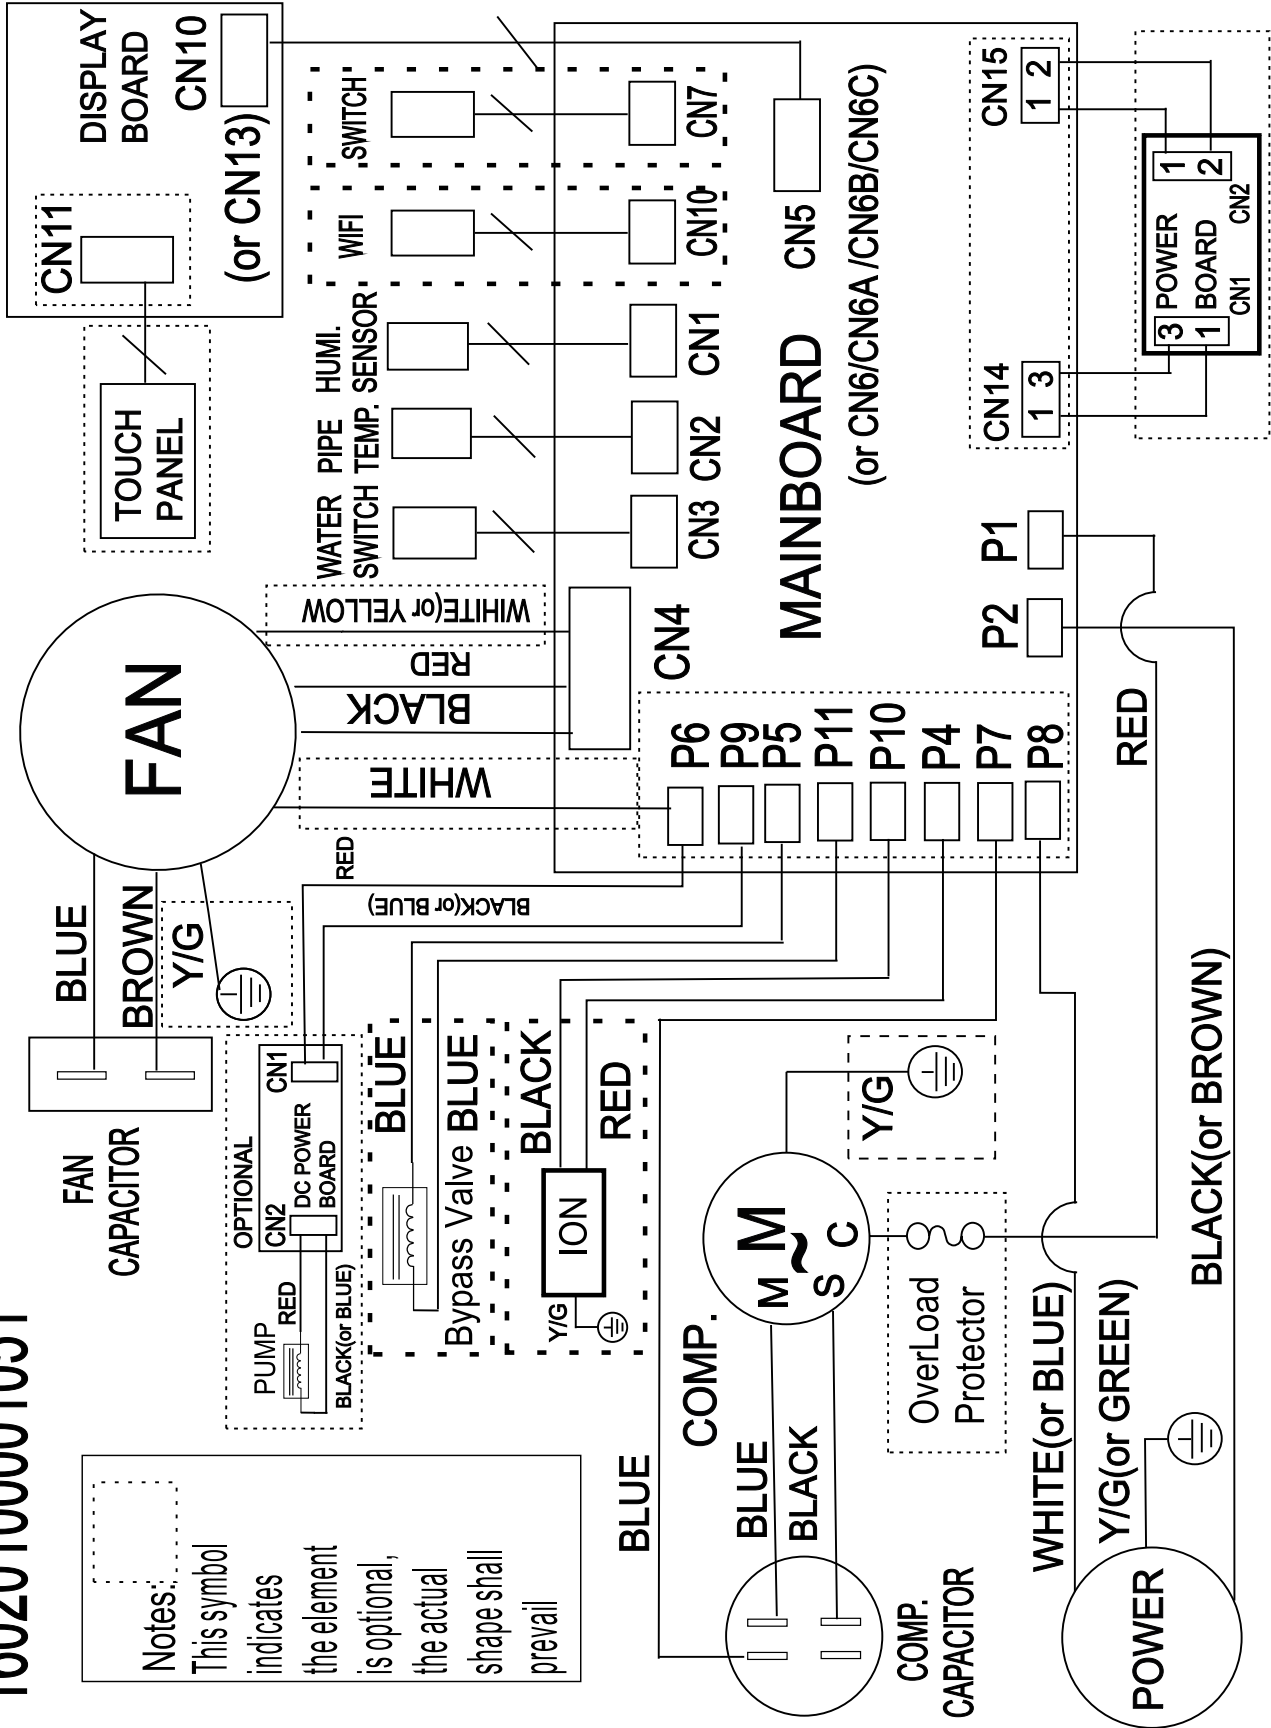 DISPLAY
BOARD
CN10
(or CN13)
CN11
TOUCH
PANEL
SWITCH
CN7
WIFI
CN10
HUMI.
SENSOR
CN1
PIPE
TEMP.
CN2
WATER
SWITCH
CN3
CN5
(or CN6/CN6A /CN6B/CN6C)
MAINBOARD
CN15
1 2
CN14
1 3
POWER
BOARD
1
2
CN2
3
1
CN1
P1
P2
FAN
WIHITE(or YELLOW
RED
BLACK
CN4
WHITE
P6
P9
P5
P11
P10
P4
P7
P8
RED
BLACK(or BLUE)
RED
BLUE
BROWN
Y/G
FAN
CAPACITOR
OPTIONAL
CN1
DC POWER
BOARD
CN2
PUMP
RED
BLACK(or BLUE)
BLUE
BLUE
Bypass Valve
BLACK
RED
ION
Y/G
Y/G
COMP.
M
M
~
S
C
OverLoad
Protector
BLUE
BLUE
BLACK
COMP.
CAPACITOR
WHITE(or BLUE)
Y/G(or GREEN)
BLACK(or BROWN)
POWER
Notes:
This symbol
indicates
the element
is optional,
the actual
shape shall
prevail